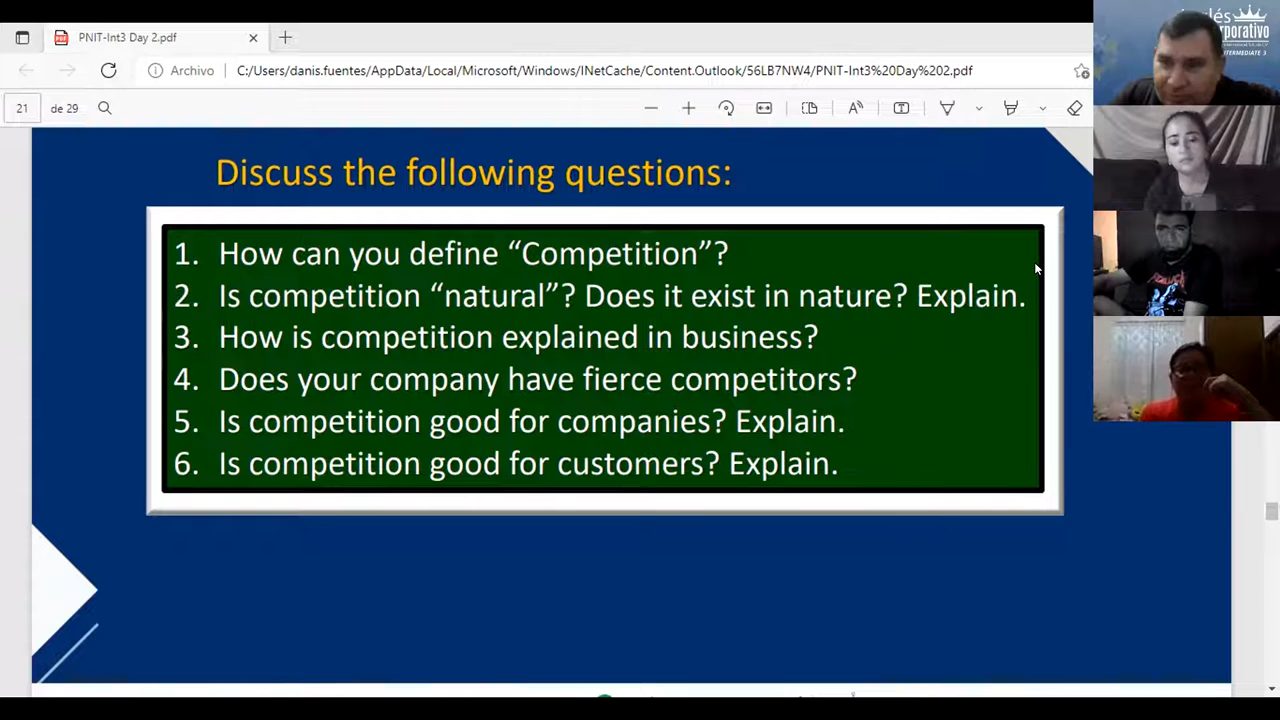 PNIT-Int3 Day 2.pdf
Archivo
C:/Users/danis.fuentes/AppData/Local/Microsoft/Windows/INetCache/Content.Outlook/56LB7NW4/PNIT-Int3%20Day%202.pdf
21 de 29
Discuss the following questions:
1. How can you define “Competition”?
2. Is competition “natural”? Does it exist in nature? Explain.
3. How is competition explained in business?
4. Does your company have fierce competitors?
5. Is competition good for companies? Explain.
6. Is competition good for customers? Explain.